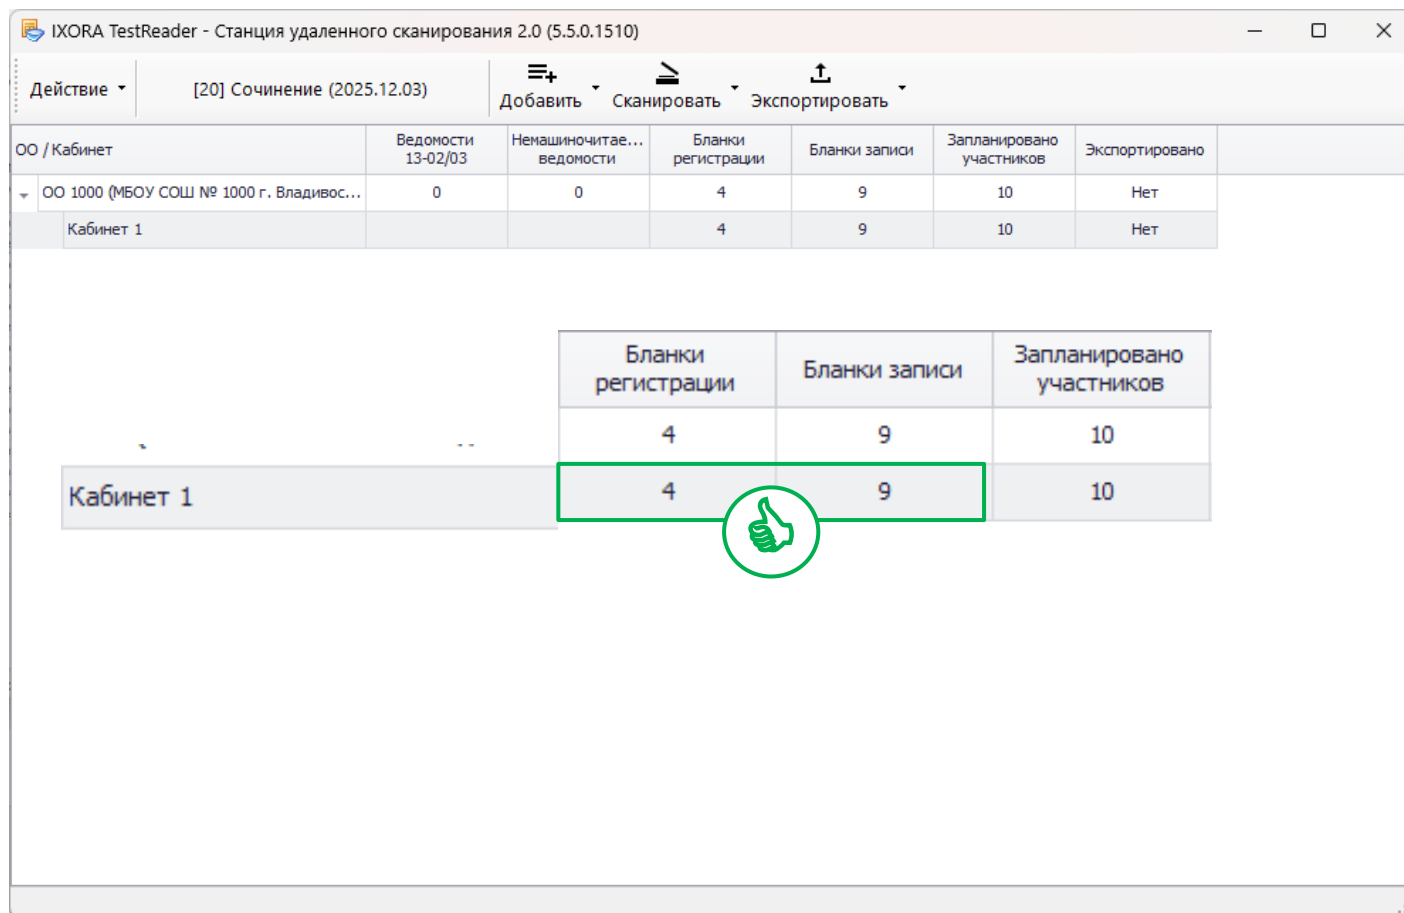 IXORA TestReader - Станция удаленного сканирования 2.0 (5.5.0.1510)
Действие
[20] Сочинение (2025.12.03)
Добавить
Сканировать
Экспортировать
ОО / Кабинет
Ведомости
13-02/03
Немашиночитае...
ведомости
Бланки
регистрации
Бланки записи
Запланировано
участников
Экспортировано
ОО 1000 (МБОУ СОШ № 1000 г. Владивос...
0
0
4
9
10
Нет
Кабинет 1
4
9
10
Нет
Бланки
регистрации
Бланки записи
Запланировано
участников
4
9
10
Кабинет 1
4
9
10